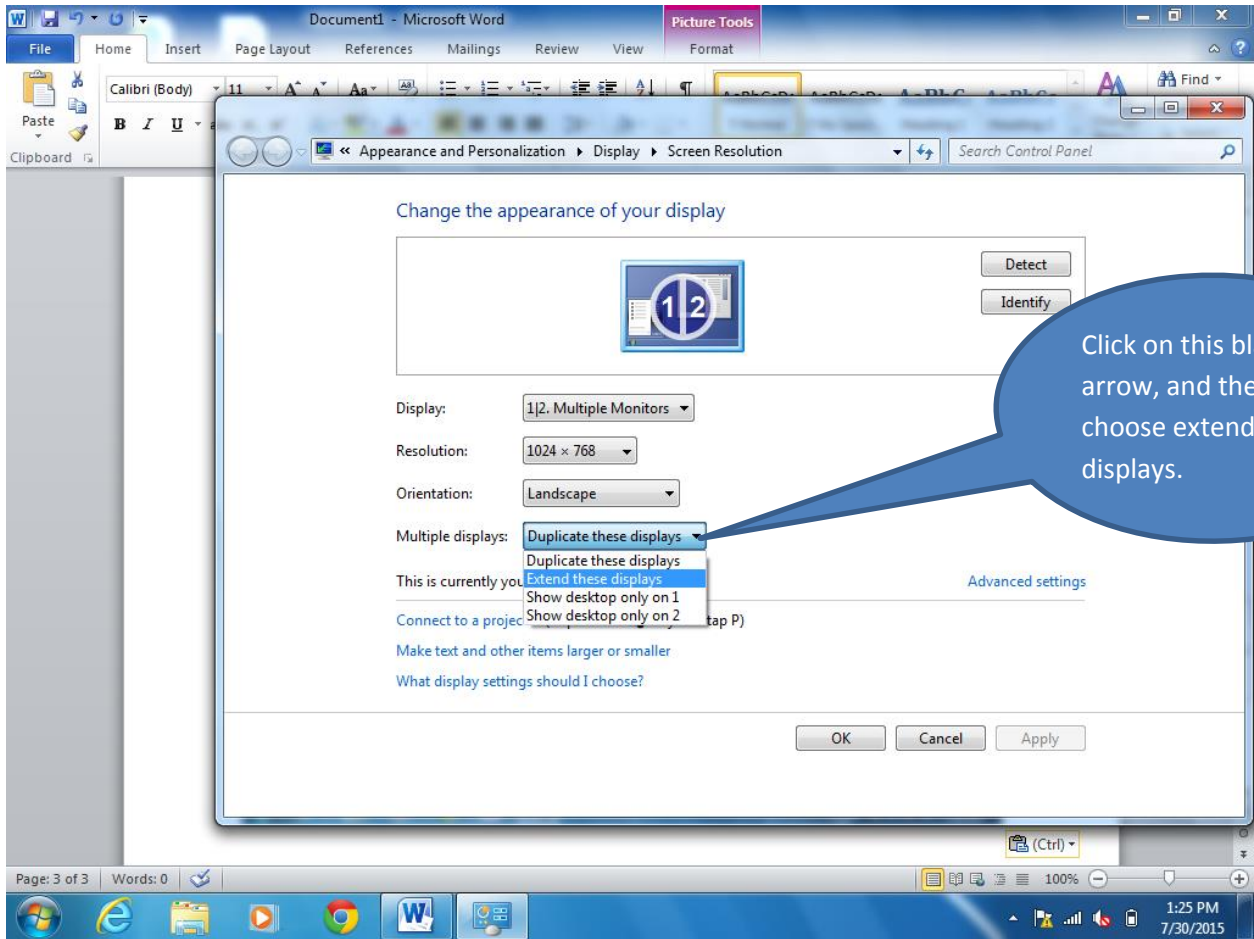 Document1 - Microsoft Word
Picture Tools
File Home Insert Page Layout References Mailings Review View Format
Calibri (Body) 11
Find
Paste
B I U
Clipboard
« Appearance and Personalization ▸ Display ▸ Screen Resolution
Search Control Panel
Change the appearance of your display
1 2
Detect
Identify
Click on this bl
arrow, and the
choose extend
displays.
Display: 1|2. Multiple Monitors
Resolution: 1024 × 768
Orientation: Landscape
Multiple displays: Duplicate these displays
Duplicate these displays
Extend these displays
Show desktop only on 1
Show desktop only on 2
This is currently you
Advanced settings
Connect to a projec tap P)
Make text and other items larger or smaller
What display settings should I choose?
OK Cancel Apply
(Ctrl)
Page: 3 of 3 Words: 0 100%
1:25 PM
7/30/2015